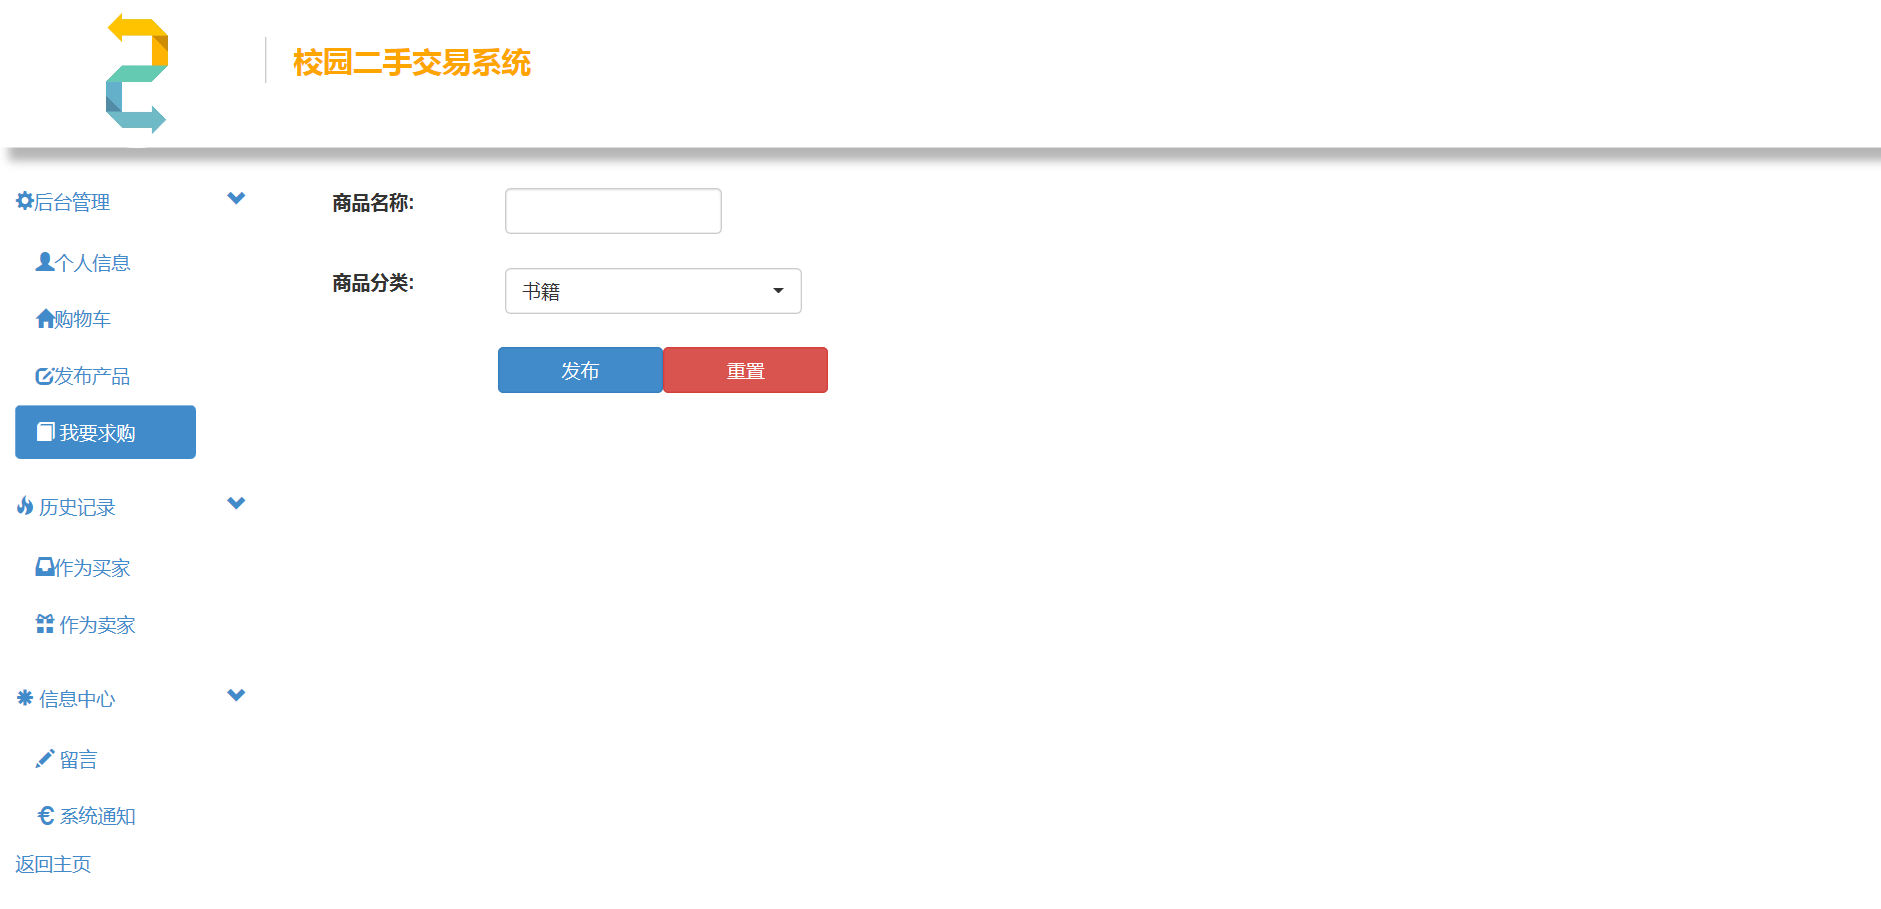 校园二手交易系统
后台管理
个人信息
购物车
发布产品
我要求购
历史记录
作为买家
作为卖家
信息中心
留言
系统通知
返回主页
商品名称:
商品分类:
书籍
发布
重置